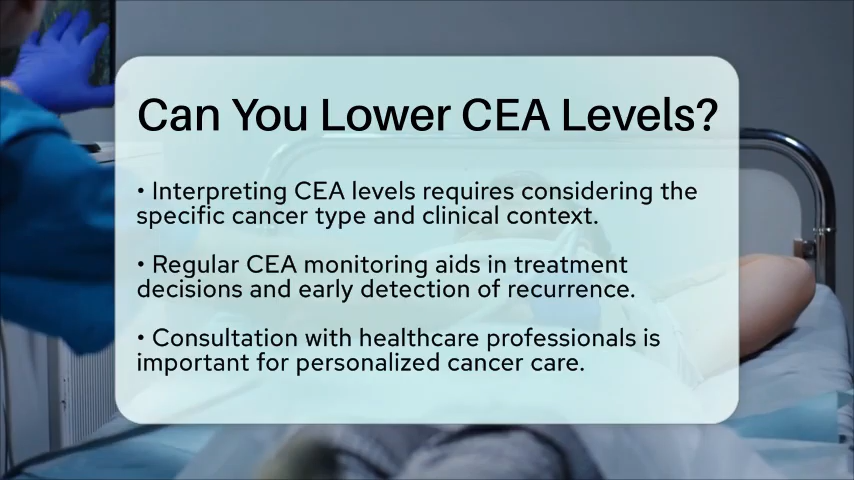 Can You Lower CEA Levels?
• Interpreting CEA levels requires considering the
specific cancer type and clinical context.
• Regular CEA monitoring aids in treatment
decisions and early detection of recurrence.
• Consultation with healthcare professionals is
important for personalized cancer care.